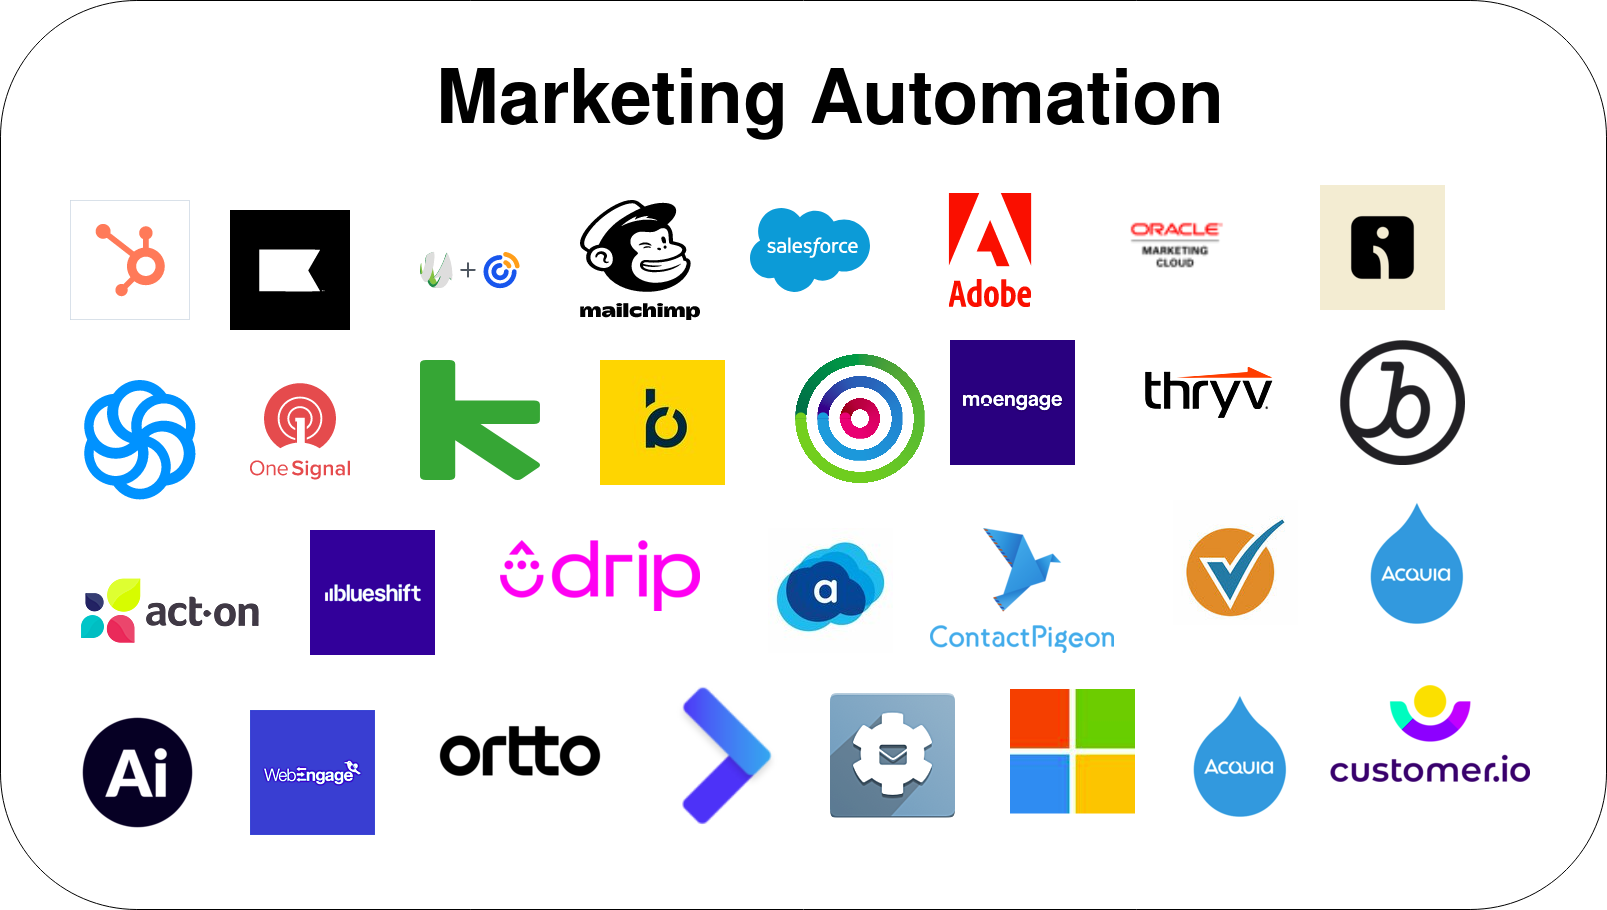 Marketing Automation
+
mailchimp
salesforce
Adobe
ORACLE
MARKETING
CLOUD
One Signal
b
moengage
thryv
b
act-on
blueshift
drip
a
ContactPigeon
ACQUIA
Ai
WebEngage
ortto
ACQUIA
customer.io